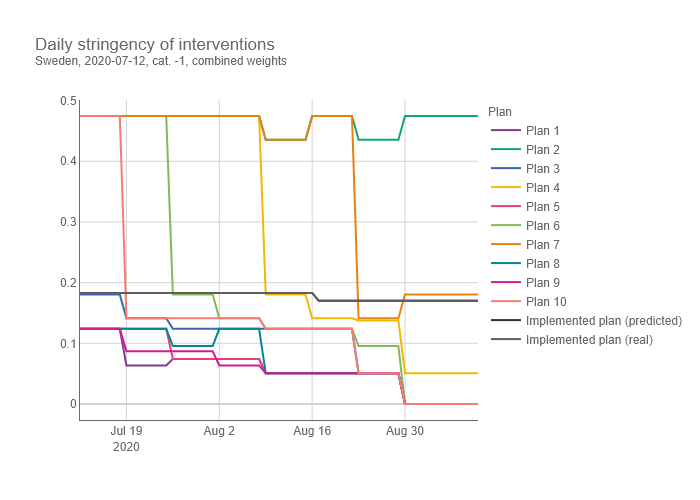 Daily stringency of interventions
Sweden, 2020-07-12, cat. -1, combined weights
0.5
0.4
0.3
0.2
0.1
0
Jul 19
2020
Aug 2
Aug 16
Aug 30
Plan
Plan 1
Plan 2
Plan 3
Plan 4
Plan 5
Plan 6
Plan 7
Plan 8
Plan 9
Plan 10
Implemented plan (predicted)
Implemented plan (real)